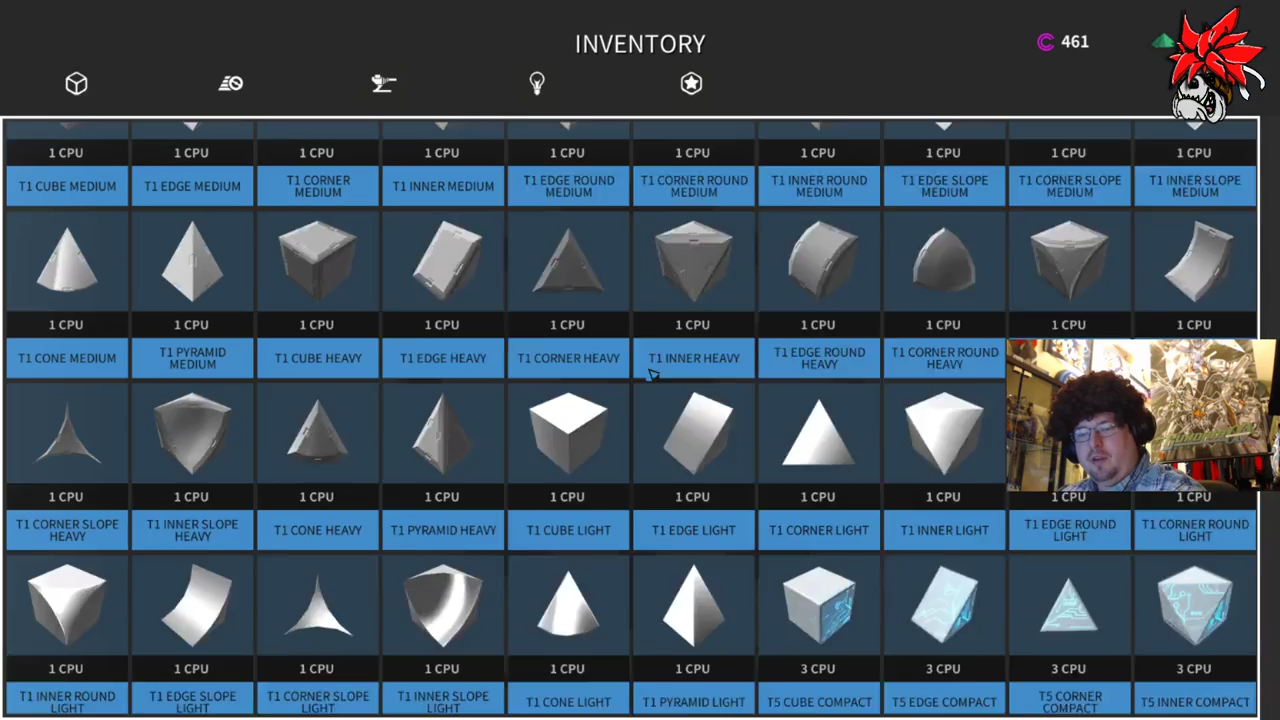 INVENTORY
461
1 CPU 1 CPU 1 CPU 1 CPU 1 CPU 1 CPU 1 CPU 1 CPU 1 CPU 1 CPU
T1 CUBE MEDIUM
T1 EDGE MEDIUM
T1 CORNER
MEDIUM
T1 INNER MEDIUM
T1 EDGE ROUND
MEDIUM
T1 CORNER ROUND
MEDIUM
T1 INNER ROUND
MEDIUM
T1 EDGE SLOPE
MEDIUM
T1 CORNER SLOPE
MEDIUM
T1 INNER SLOPE
MEDIUM
1 CPU 1 CPU 1 CPU 1 CPU 1 CPU 1 CPU 1 CPU 1 CPU
T1 CONE MEDIUM
T1 PYRAMID
MEDIUM
T1 CUBE HEAVY
T1 EDGE HEAVY
T1 CORNER HEAVY
T1 INNER HEAVY
T1 EDGE ROUND
HEAVY
T1 CORNER ROUND
HEAVY
1 CPU 1 CPU 1 CPU 1 CPU 1 CPU 1 CPU 1 CPU 1 CPU 1 CPU 1 CPU
T1 CORNER SLOPE
HEAVY
T1 INNER SLOPE
HEAVY
T1 CONE HEAVY
T1 PYRAMID HEAVY
T1 CUBE LIGHT
T1 EDGE LIGHT
T1 CORNER LIGHT
T1 INNER LIGHT
T1 EDGE ROUND
LIGHT
T1 CORNER ROUND
LIGHT
1 CPU 1 CPU 1 CPU 1 CPU 1 CPU 1 CPU 3 CPU 3 CPU 3 CPU 3 CPU
T1 INNER ROUND
LIGHT
T1 EDGE SLOPE
LIGHT
T1 CORNER SLOPE
LIGHT
T1 INNER SLOPE
LIGHT
T1 CONE LIGHT
T1 PYRAMID LIGHT
T5 CUBE COMPACT
T5 EDGE COMPACT
T5 CORNER
COMPACT
T5 INNER COMPACT